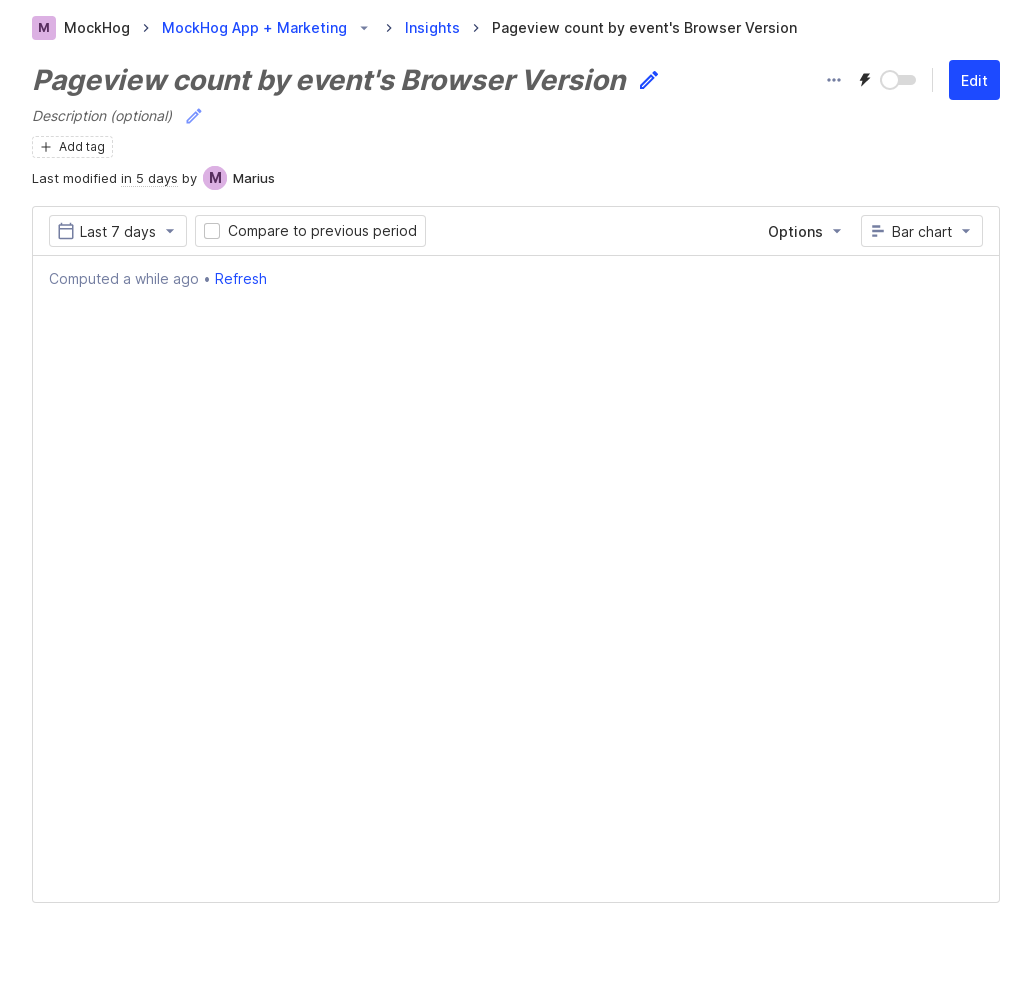 M MockHog > MockHog App + Marketing > Insights > Pageview count by event's Browser Version
Pageview count by event's Browser Version
Edit
Description (optional)
+ Add tag
Last modified in 5 days by M Marius
Last 7 days Compare to previous period Options Bar chart
Computed a while ago • Refresh